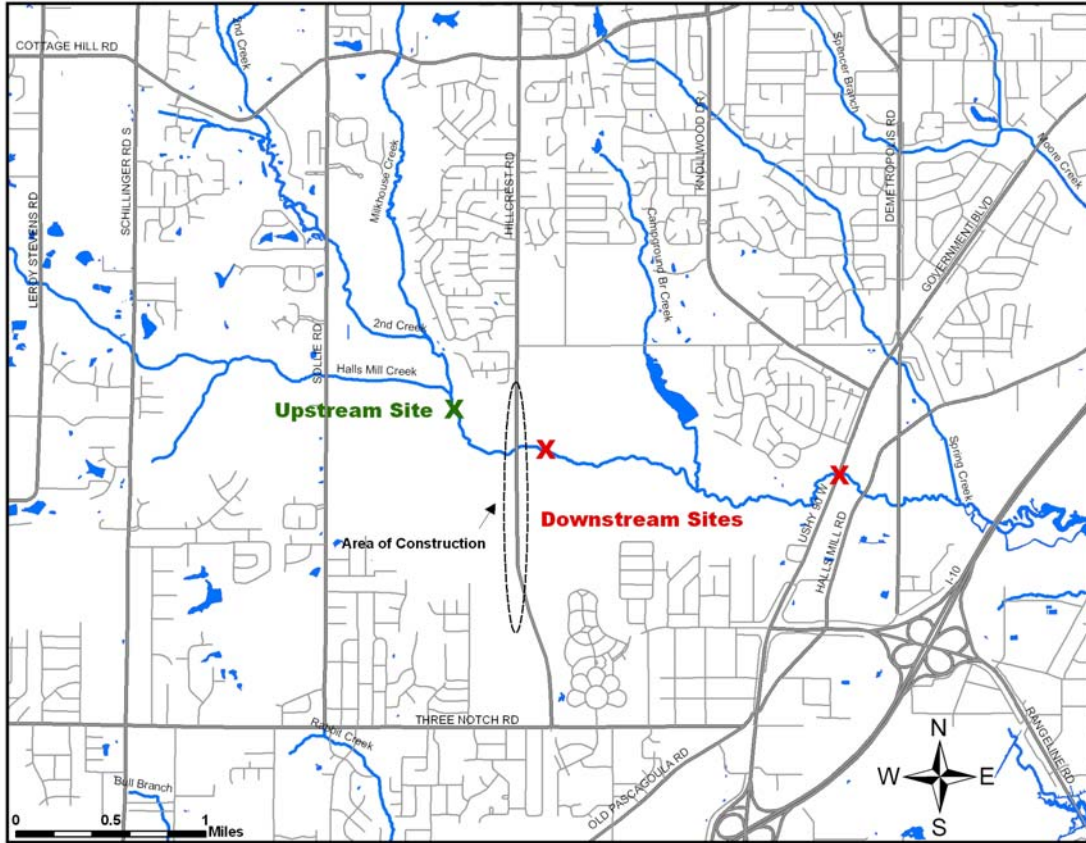 2nd Creek
COTTAGE HILL RD
Spencer Branch
Moore Creek
KNOLLWOOD DR
DEMETROPOLIS RD
SCHILLINGER RD S
LEROY STEVENS RD
Milkhouse Creek
HILLCREST RD
Campground Br Creek
GOVERNMENT BLVD
SOLLIE RD
2nd Creek
Halls Mill Creek
Upstream Site X
X
X
Spring Creek
Downstream Sites
USHY 90 W
HALLS MILL RD
Area of Construction
I-10
THREE NOTCH RD
Rabbit Creek
RANGELINE RD
OLD PASCAGOULA RD
Bull Branch
N
W E
S
0 0.5 1
Miles